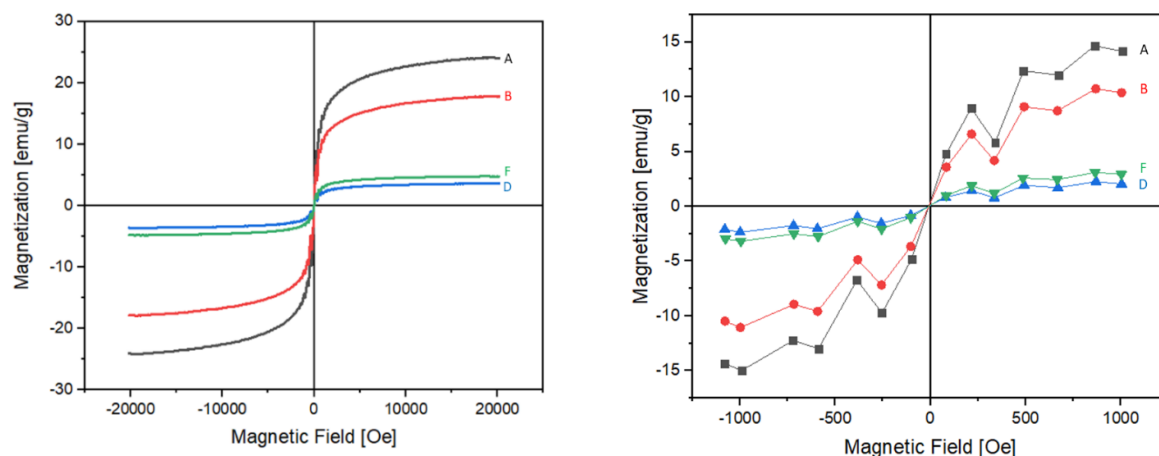 30
20
10
0
-10
-20
-30
Magnetization [emu/g]
A
B
F
D
-20000
-10000
0
10000
20000
Magnetic Field [Oe]
15
10
5
0
-5
-10
-15
Magnetization [emu/g]
A
B
F
D
-1000
-500
0
500
1000
Magnetic Field [Oe]